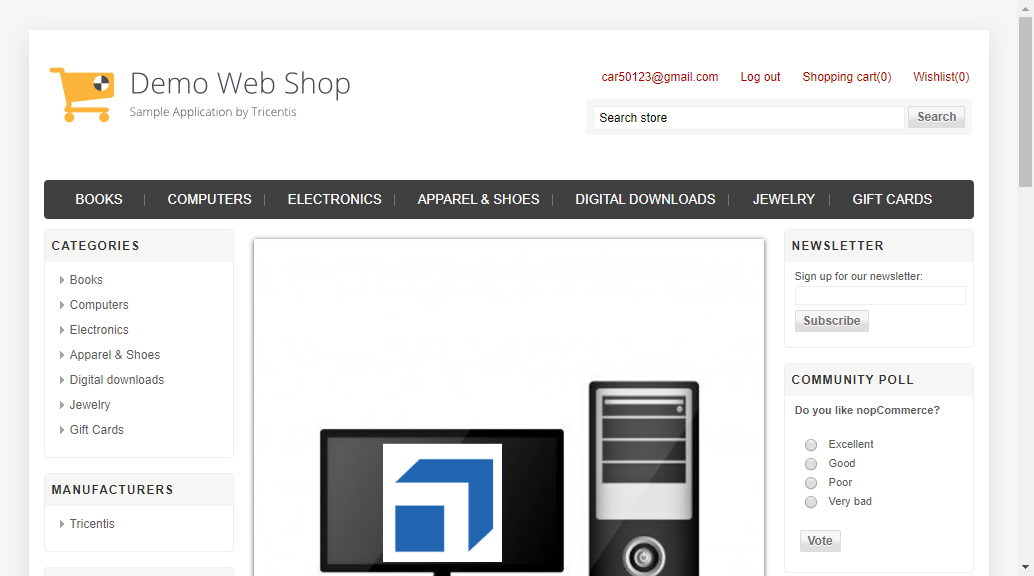 Demo Web Shop
Sample Application by Tricentis
car50123@gmail.com Log out Shopping cart(0) Wishlist(0)
Search store Search
BOOKS COMPUTERS ELECTRONICS APPAREL & SHOES DIGITAL DOWNLOADS JEWELRY GIFT CARDS
CATEGORIES
Books
Computers
Electronics
Apparel & Shoes
Digital downloads
Jewelry
Gift Cards
MANUFACTURERS
Tricentis
NEWSLETTER
Sign up for our newsletter:
Subscribe
COMMUNITY POLL
Do you like nopCommerce?
Excellent
Good
Poor
Very bad
Vote